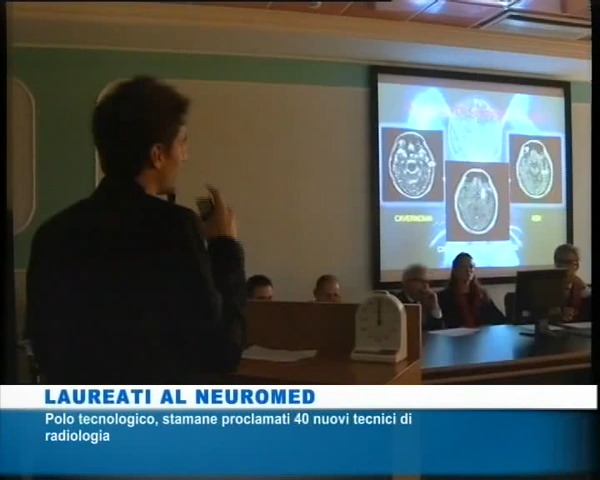 CAVERNOMA
LAUREATI AL NEUROMED
Polo tecnologico, stamane proclamati 40 nuovi tecnici di
radiologia